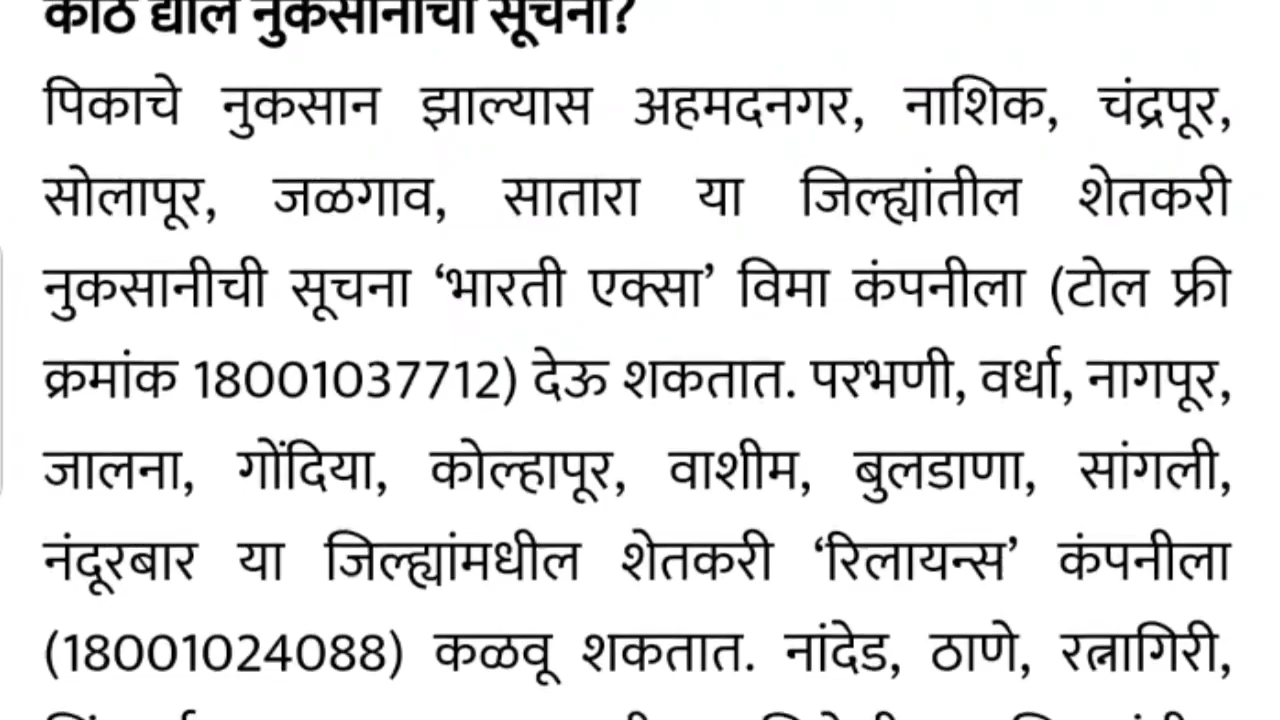 कोठे द्याल नुकसानीची सूचना?
पिकाचे नुकसान झाल्यास अहमदनगर, नाशिक, चंद्रपूर,
सोलापूर, जळगाव, सातारा या जिल्ह्यांतील शेतकरी
नुकसानीची सूचना ‘भारती एक्सा’ विमा कंपनीला (टोल फ्री
क्रमांक 18001037712) देऊ शकतात. परभणी, वर्धा, नागपूर,
जालना, गोंदिया, कोल्हापूर, वाशीम, बुलडाणा, सांगली,
नंदूरबार या जिल्ह्यांमधील शेतकरी ‘रिलायन्स’ कंपनीला
(18001024088) कळवू शकतात. नांदेड, ठाणे, रत्नागिरी,